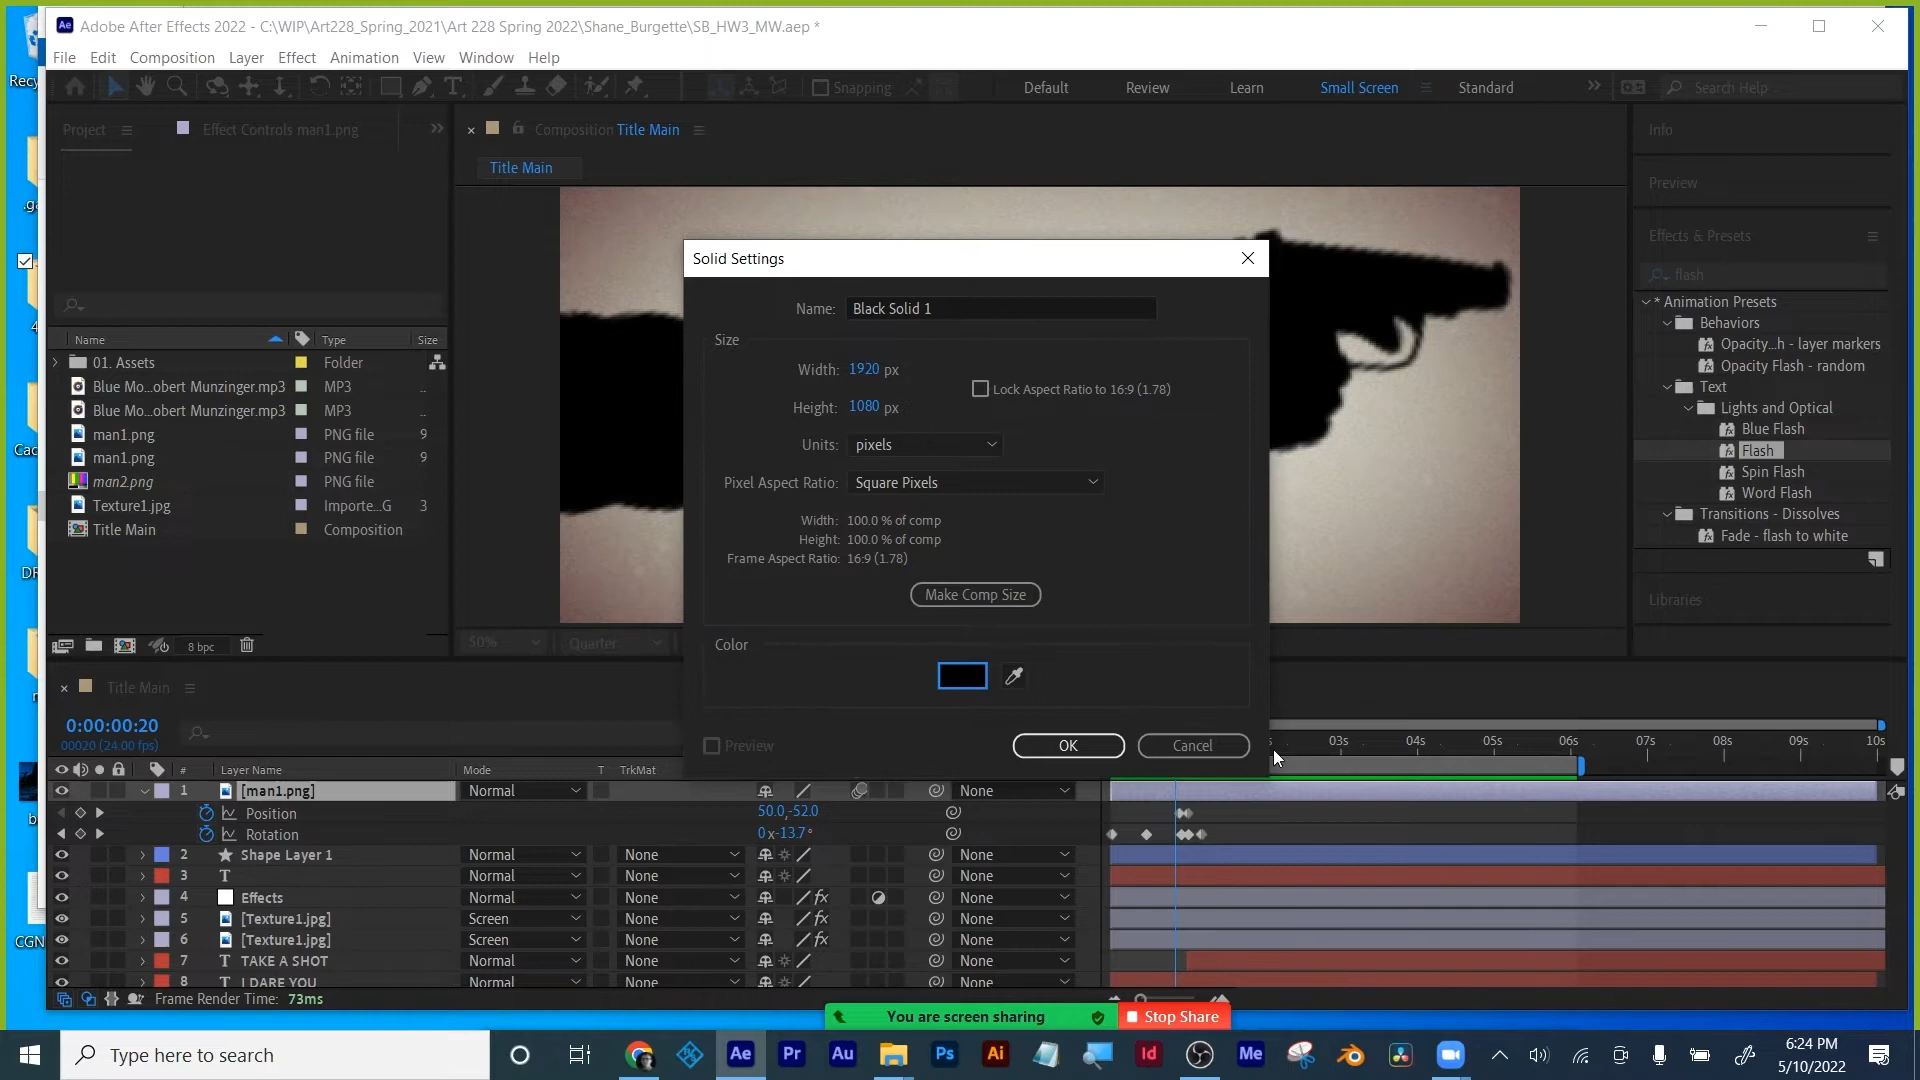 Adobe After Effects 2022 - C:\WIP\Art228_Spring_2021\Art 228 Spring 2022\Shane_Burgette\SB_HW3_MW.aep *
File Edit Composition Layer Effect Animation View Window Help
Snapping Default Review Learn Small Screen Standard Search Help
Project Effect Controls man1.png
Composition Title Main
Title Main
Info
Preview
Effects & Presets
flash
* Animation Presets
Behaviors
Opacity...h - layer markers
Opacity Flash - random
Text
Lights and Optical
Blue Flash
Flash
Spin Flash
Word Flash
Transitions - Dissolves
Fade - flash to white
Libraries
Name Type Size
01. Assets Folder
Blue Mo...obert Munzinger.mp3 MP3 ..
Blue Mo...obert Munzinger.mp3 MP3 ..
man1.png PNG file 9
man1.png PNG file 9
man2.png PNG file
Texture1.jpg Importe...G 3
Title Main Composition
8 bpc
50% Quarter
Solid Settings
Name: Black Solid 1
Size
Width: 1920 px
Lock Aspect Ratio to 16:9 (1.78)
Height: 1080 px
Units: pixels
Pixel Aspect Ratio: Square Pixels
Width: 100.0 % of comp
Height: 100.0 % of comp
Frame Aspect Ratio: 16:9 (1.78)
Make Comp Size
Color
Preview OK Cancel
Title Main
0:00:00:20
00020 (24.00 fps)
03s 04s 05s 06s 07s 08s 09s 10s
# Layer Name Mode T TrkMat
1 [man1.png] Normal None
Position 50.0,-52.0
Rotation 0x-13.7°
2 Shape Layer 1 Normal None None
3 T Normal None None
4 Effects Normal None fx None
5 [Texture1.jpg] Screen None fx None
6 [Texture1.jpg] Screen None fx None
7 T TAKE A SHOT Normal None None
8 T I DARE YOU Normal None None
Frame Render Time: 73ms
You are screen sharing Stop Share
Type here to search
Ae Pr Au Ps Ai Id Me
6:24 PM
5/10/2022